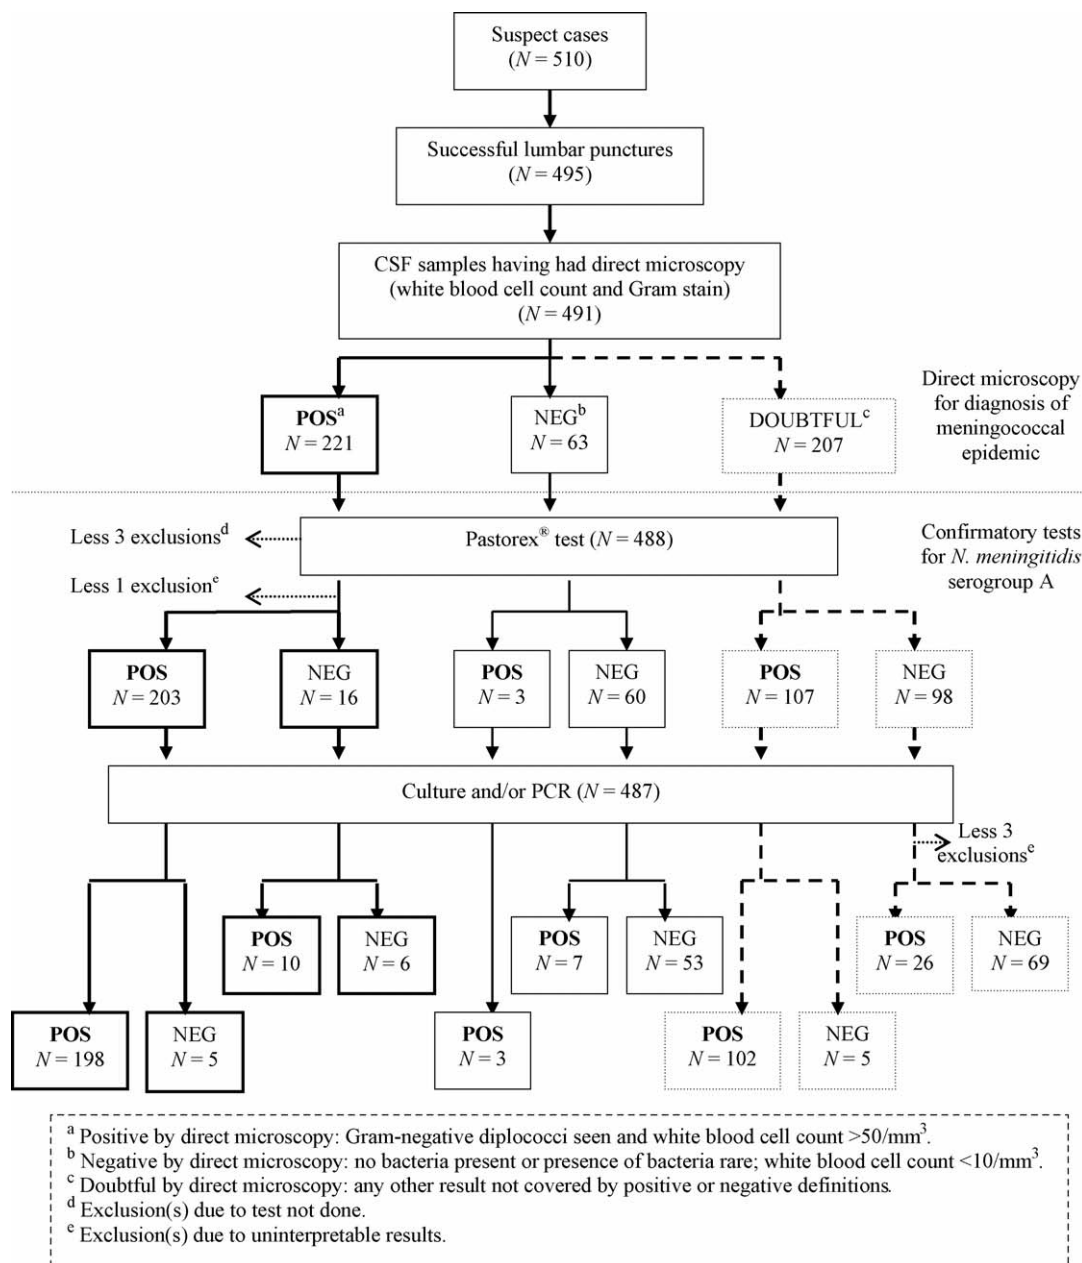 Suspect cases
(N = 510)
Successful lumbar punctures
(N = 495)
CSF samples having had direct microscopy
(white blood cell count and Gram stain)
(N = 491)
POSᵃ
N = 221
NEGᵇ
N = 63
DOUBTFULᶜ
N = 207
Direct microscopy
for diagnosis of
meningococcal
epidemic
Less 3 exclusionsᵈ
Pastorex® test (N = 488)
Confirmatory tests
for N. meningitidis
serogroup A
Less 1 exclusionᵉ
POS
N = 203
NEG
N = 16
POS
N = 3
NEG
N = 60
POS
N = 107
NEG
N = 98
Culture and/or PCR (N = 487)
Less 3
exclusionsᵉ
POS
N = 10
NEG
N = 6
POS
N = 7
NEG
N = 53
POS
N = 26
NEG
N = 69
POS
N = 198
NEG
N = 5
POS
N = 3
POS
N = 102
NEG
N = 5
ᵃ Positive by direct microscopy: Gram-negative diplococci seen and white blood cell count >50/mm³.
ᵇ Negative by direct microscopy: no bacteria present or presence of bacteria rare; white blood cell count <10/mm³.
ᶜ Doubtful by direct microscopy: any other result not covered by positive or negative definitions.
ᵈ Exclusion(s) due to test not done.
ᵉ Exclusion(s) due to uninterpretable results.